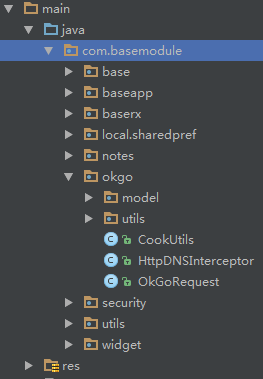 main
java
com.basemodule
base
baseapp
baserx
local.sharedpref
notes
okgo
model
utils
CookUtils
HttpDNSInterceptor
OkGoRequest
security
utils
widget
res